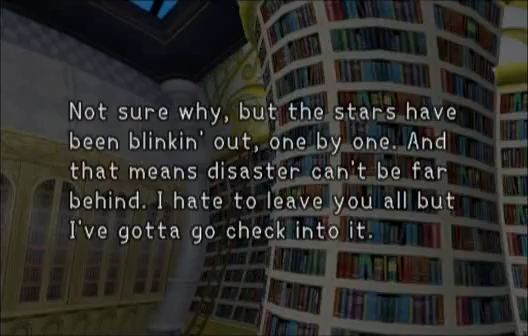 Not sure why, but the stars have
been blinkin' out, one by one. And
that means disaster can't be far
behind. I hate to leave you all but
I've gotta go check into it.